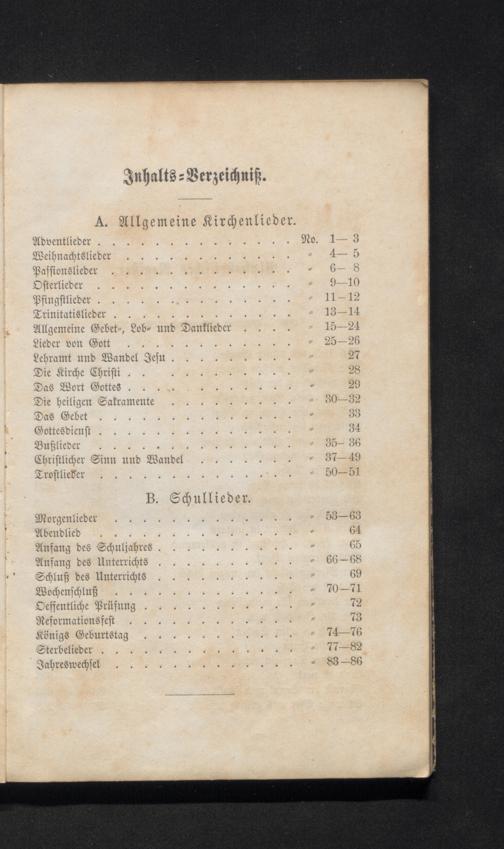 Inhalts-Verzeichniß.
A. Allgemeine Kirchenlieder.
Adventlieder . . . . . . . . . . . . . . No. 1— 3
Weihnachtslieder . . . . . . . . . . . . . „ 4— 5
Passionslieder . . . . . . . . . . . . . . „ 6— 8
Osterlieder . . . . . . . . . . . . . . „ 9—10
Pfingstlieder . . . . . . . . . . . . . . „ 11—12
Trinitatislieder . . . . . . . . . . . . . „ 13—14
Allgemeine Gebet-, Lob- und Danklieder . . . . „ 15—24
Lieder von Gott . . . . . . . . . . . . „ 25—26
Lehramt und Wandel Jesu . . . . . . . . . „ 27
Die Kirche Christi . . . . . . . . . . . . „ 28
Das Wort Gottes . . . . . . . . . . . . „ 29
Die heiligen Sakramente . . . . . . . . . . „ 30—32
Das Gebet . . . . . . . . . . . . . . „ 33
Gottesdienst . . . . . . . . . . . . . . „ 34
Bußlieder . . . . . . . . . . . . . . „ 35—36
Christlicher Sinn und Wandel . . . . . . . „ 37—49
Trostlieder . . . . . . . . . . . . . . „ 50—51
B. Schullieder.
Morgenlieder . . . . . . . . . . . . . „ 53—63
Abendlied . . . . . . . . . . . . . . „ 64
Anfang des Schuljahres . . . . . . . . . . „ 65
Anfang des Unterrichts . . . . . . . . . . „ 66—68
Schluß des Unterrichts . . . . . . . . . . „ 69
Wochenschluß . . . . . . . . . . . . . „ 70—71
Oeffentliche Prüfung . . . . . . . . . . . „ 72
Reformationsfest . . . . . . . . . . . . „ 73
Königs Geburtstag . . . . . . . . . . . „ 74—76
Sterbelieder . . . . . . . . . . . . . . „ 77—82
Jahreswechsel . . . . . . . . . . . . . „ 83—86